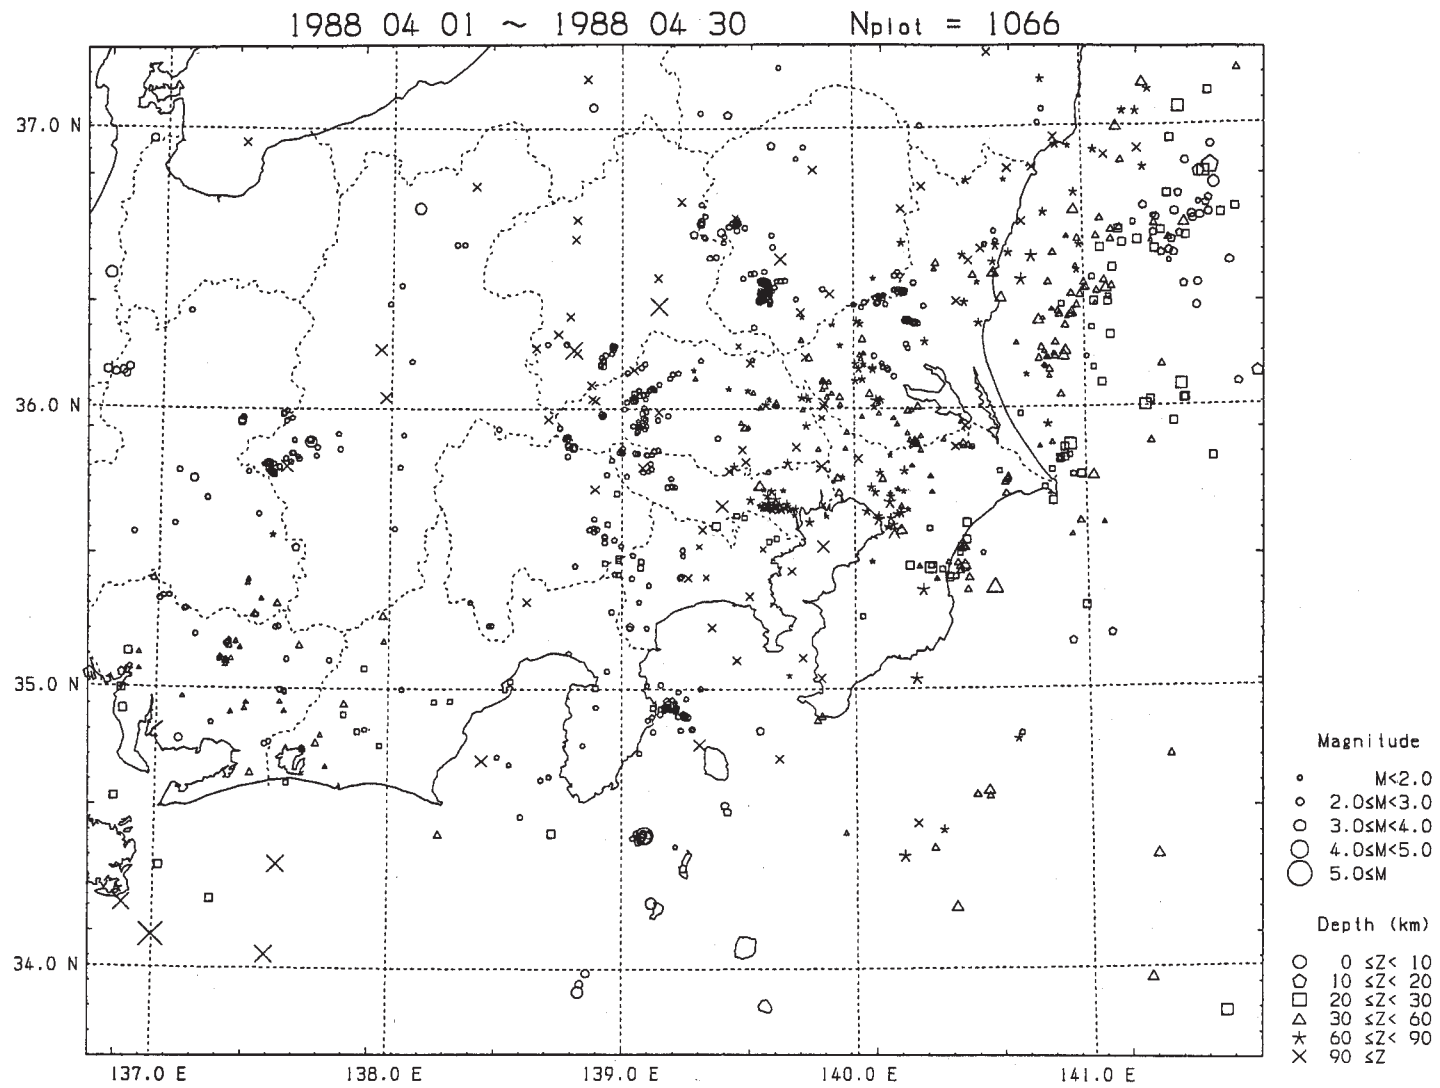 1988 04 01 ~ 1988 04 30 Nplot = 1066
37.0 N
36.0 N
35.0 N
34.0 N
137.0 E 138.0 E 139.0 E 140.0 E 141.0 E
Magnitude
M<2.0
2.0≤M<3.0
3.0≤M<4.0
4.0≤M<5.0
5.0≤M
Depth (km)
0 ≤Z< 10
10 ≤Z< 20
20 ≤Z< 30
30 ≤Z< 60
60 ≤Z< 90
90 ≤Z